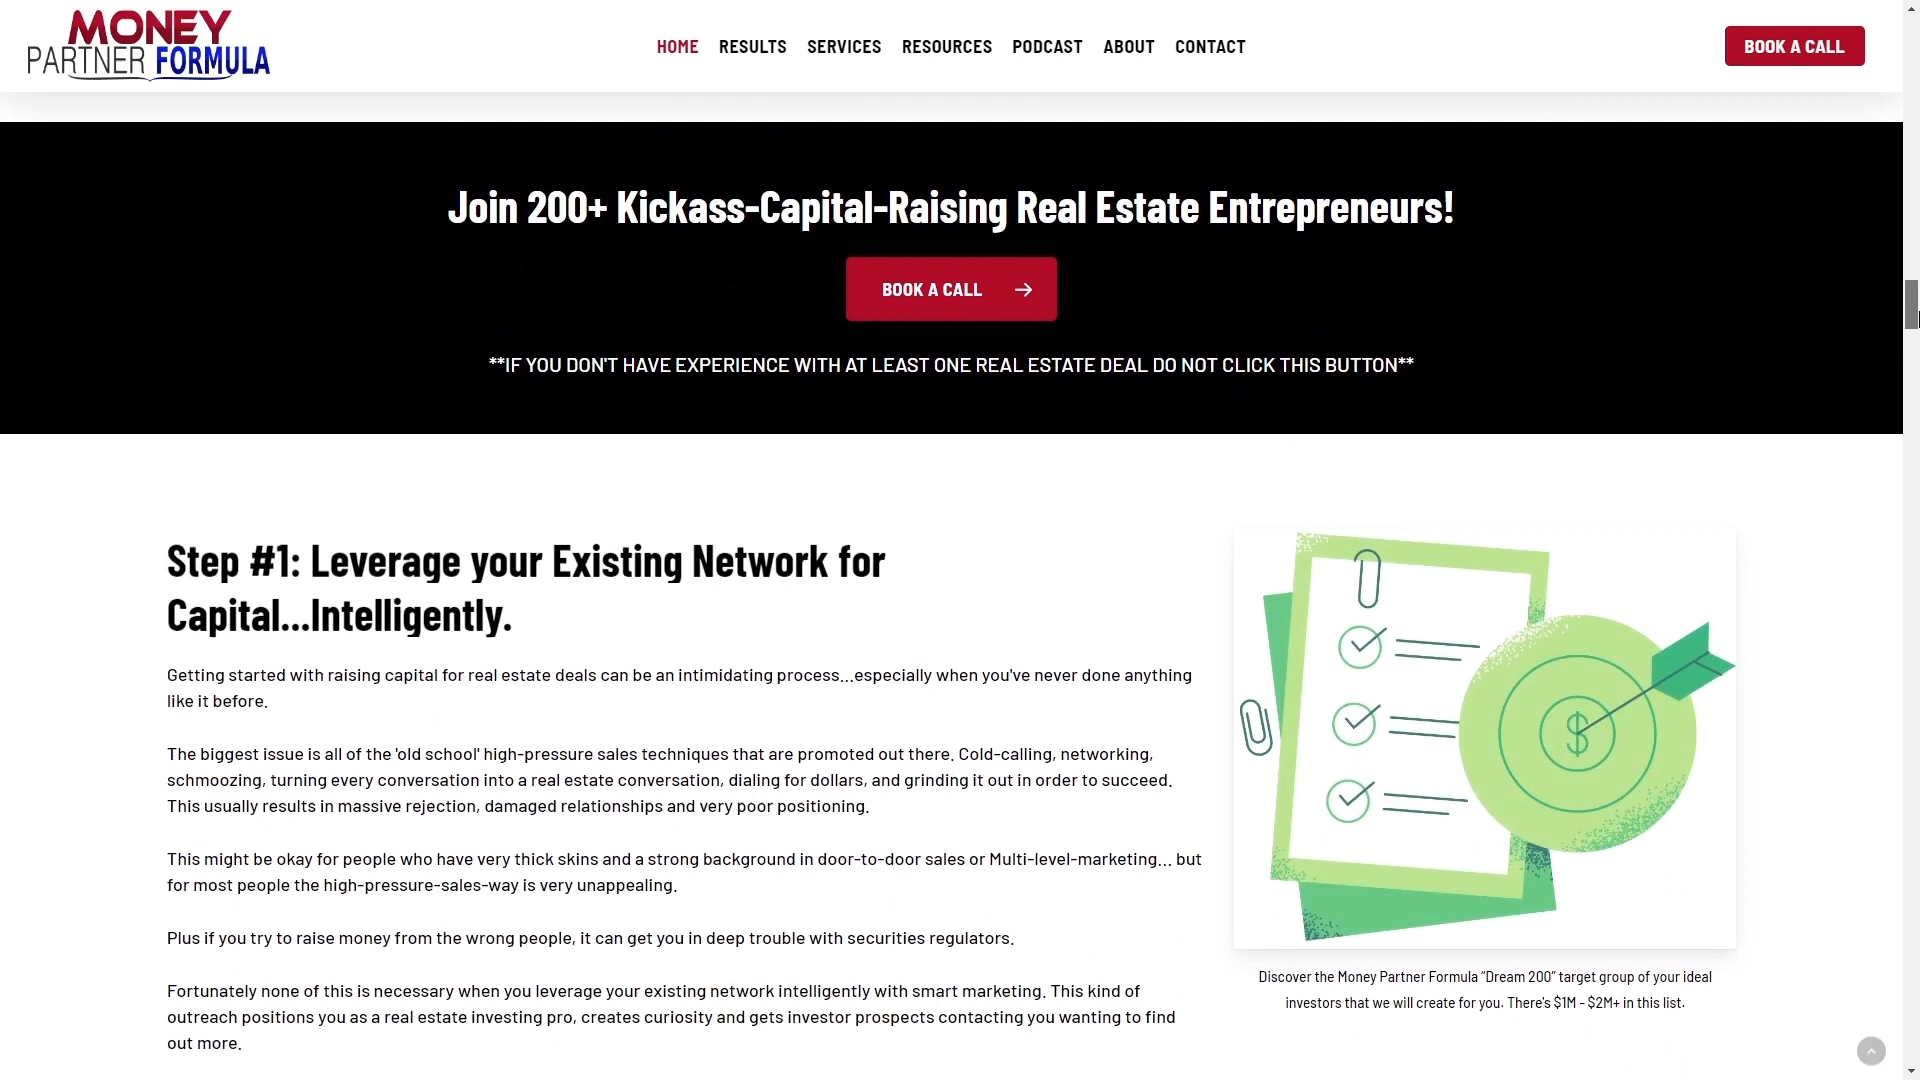 MONEY
PARTNER FORMULA
HOME RESULTS SERVICES RESOURCES PODCAST ABOUT CONTACT
BOOK A CALL
Join 200+ Kickass-Capital-Raising Real Estate Entrepreneurs!
BOOK A CALL →
**IF YOU DON'T HAVE EXPERIENCE WITH AT LEAST ONE REAL ESTATE DEAL DO NOT CLICK THIS BUTTON**
Step #1: Leverage your Existing Network for
Capital...Intelligently.
Getting started with raising capital for real estate deals can be an intimidating process...especially when you've never done anything
like it before.
The biggest issue is all of the 'old school' high-pressure sales techniques that are promoted out there. Cold-calling, networking,
schmoozing, turning every conversation into a real estate conversation, dialing for dollars, and grinding it out in order to succeed.
This usually results in massive rejection, damaged relationships and very poor positioning.
This might be okay for people who have very thick skins and a strong background in door-to-door sales or Multi-level-marketing... but
for most people the high-pressure-sales-way is very unappealing.
Plus if you try to raise money from the wrong people, it can get you in deep trouble with securities regulators.
Fortunately none of this is necessary when you leverage your existing network intelligently with smart marketing. This kind of
outreach positions you as a real estate investing pro, creates curiosity and gets investor prospects contacting you wanting to find
out more.
$
Discover the Money Partner Formula “Dream 200” target group of your ideal
investors that we will create for you. There's $1M - $2M+ in this list.